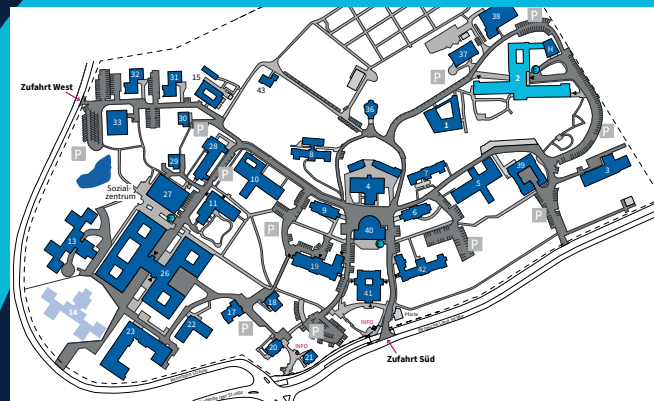 38
P
37
H
2
P
32
31
15
43
Zufahrt West
36
1
P
33
30
P
28
8
P
29
P
10
7
39
3
4
5
Sozial-
zentrum
27
11
9
6
P
P
40
P
13
26
19
42
14
41
18
17
Pforte
INFO
P
P
22
23
20
INFO
21
Zufahrt Süd